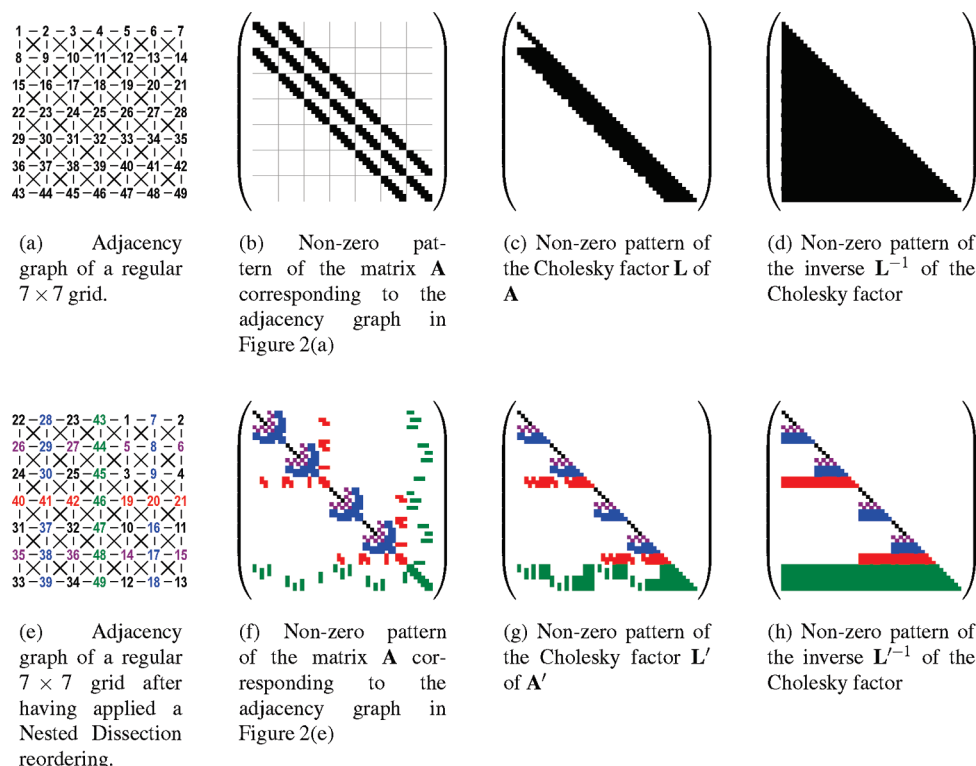 1 - 2 - 3 - 4 - 5 - 6 - 7
8 - 9 - 10 - 11 - 12 - 13 - 14
15 - 16 - 17 - 18 - 19 - 20 - 21
22 - 23 - 24 - 25 - 26 - 27 - 28
29 - 30 - 31 - 32 - 33 - 34 - 35
36 - 37 - 38 - 39 - 40 - 41 - 42
43 - 44 - 45 - 46 - 47 - 48 - 49
(a) Adjacency
graph of a regular
7 × 7 grid.
(b) Non-zero pat-
tern of the matrix A
corresponding to the
adjacency graph in
Figure 2(a)
(c) Non-zero pattern of
the Cholesky factor L of
A
(d) Non-zero pattern of
the inverse L⁻¹ of the
Cholesky factor
22 - 28 - 23 - 43 - 1 - 7 - 2
26 - 29 - 27 - 44 - 5 - 8 - 6
24 - 30 - 25 - 45 - 3 - 9 - 4
40 - 41 - 42 - 46 - 19 - 20 - 21
31 - 37 - 32 - 47 - 10 - 16 - 11
35 - 38 - 36 - 48 - 14 - 17 - 15
33 - 39 - 34 - 49 - 12 - 18 - 13
(e) Adjacency
graph of a regular
7 × 7 grid after
having applied a
Nested Dissection
reordering.
(f) Non-zero pattern
of the matrix A cor-
responding to the
adjacency graph in
Figure 2(e)
(g) Non-zero pattern of
the Cholesky factor L′
of A′
(h) Non-zero pattern of
the inverse L′⁻¹ of the
Cholesky factor